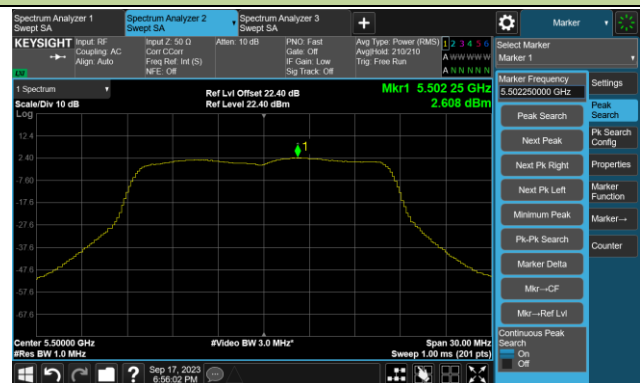 Spectrum Analyzer 1
Swept SA
Spectrum Analyzer 2
Swept SA
Spectrum Analyzer 3
Swept SA
+
Marker
KEYSIGHT
Input: RF
Coupling: AC
Align: Auto
Input Z: 50 Ω
Corr CCorr
Freq Ref: Int (S)
NFE: Off
Atten: 10 dB
PNO: Fast
Gate: Off
IF Gain: Low
Sig Track: Off
Avg Type: Power (RMS)
Avg|Hold: 210/210
Trig: Free Run
1 2 3 4 5 6
A W W W W W
A N N N N N
Select Marker
Marker 1
LXI
1 Spectrum
Scale/Div 10 dB
Ref Lvl Offset 22.40 dB
Ref Level 22.40 dBm
Mkr1 5.502 25 GHz
2.608 dBm
Log
12.4
2.40
-7.60
-17.6
-27.6
-37.6
-47.6
-57.6
-67.6
1
Center 5.50000 GHz
#Res BW 1.0 MHz
#Video BW 3.0 MHz*
Span 30.00 MHz
Sweep 1.00 ms (201 pts)
Marker Frequency
5.502250000 GHz
Peak Search
Next Peak
Next Pk Right
Next Pk Left
Minimum Peak
Pk-Pk Search
Marker Delta
Mkr→CF
Mkr→Ref Lvl
Continuous Peak
Search
On
Off
Settings
Peak
Search
Pk Search
Config
Properties
Marker
Function
Marker→
Counter
?
Sep 17, 2023
6:56:02 PM